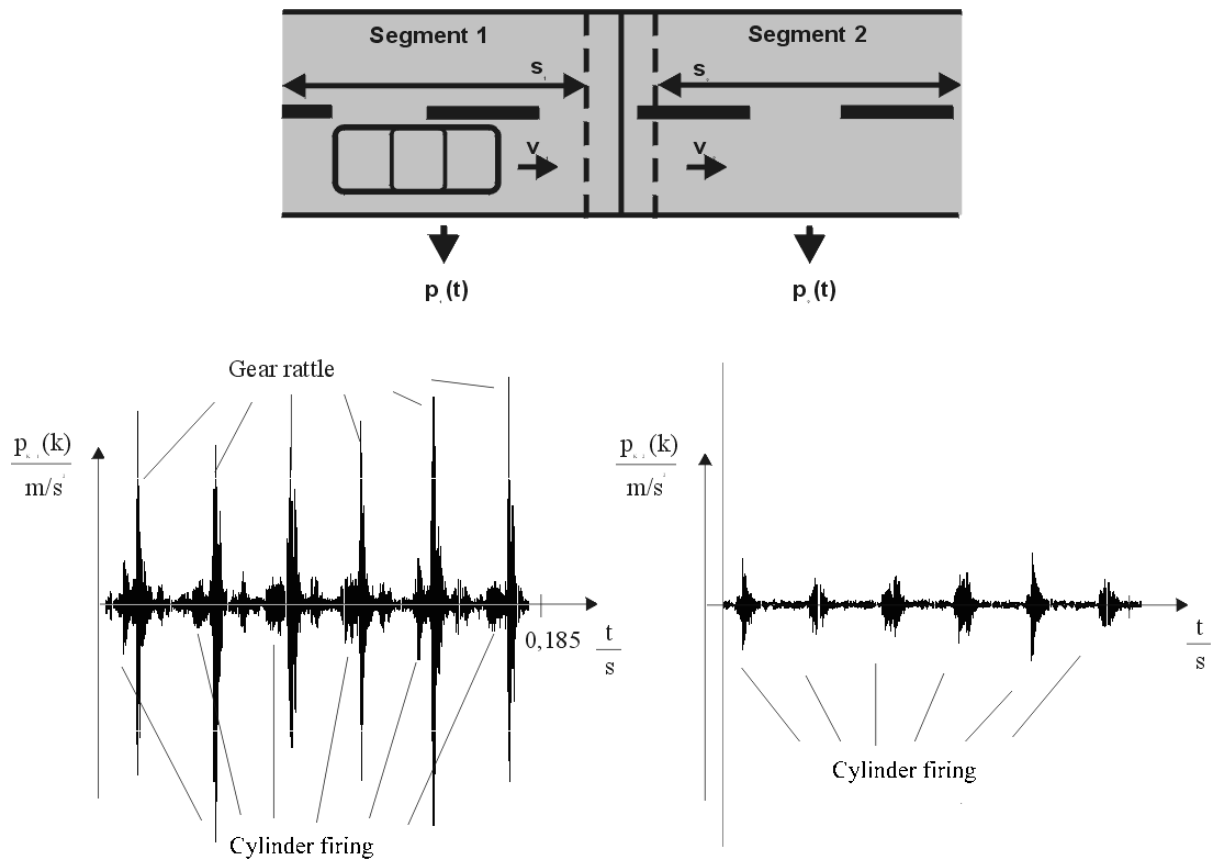 Segment 1
Segment 2
s
s
v
v
p (t)
p (t)
Gear rattle
p (k)
m/s
0,185
t
s
Cylinder firing
p (k)
m/s
t
s
Cylinder firing